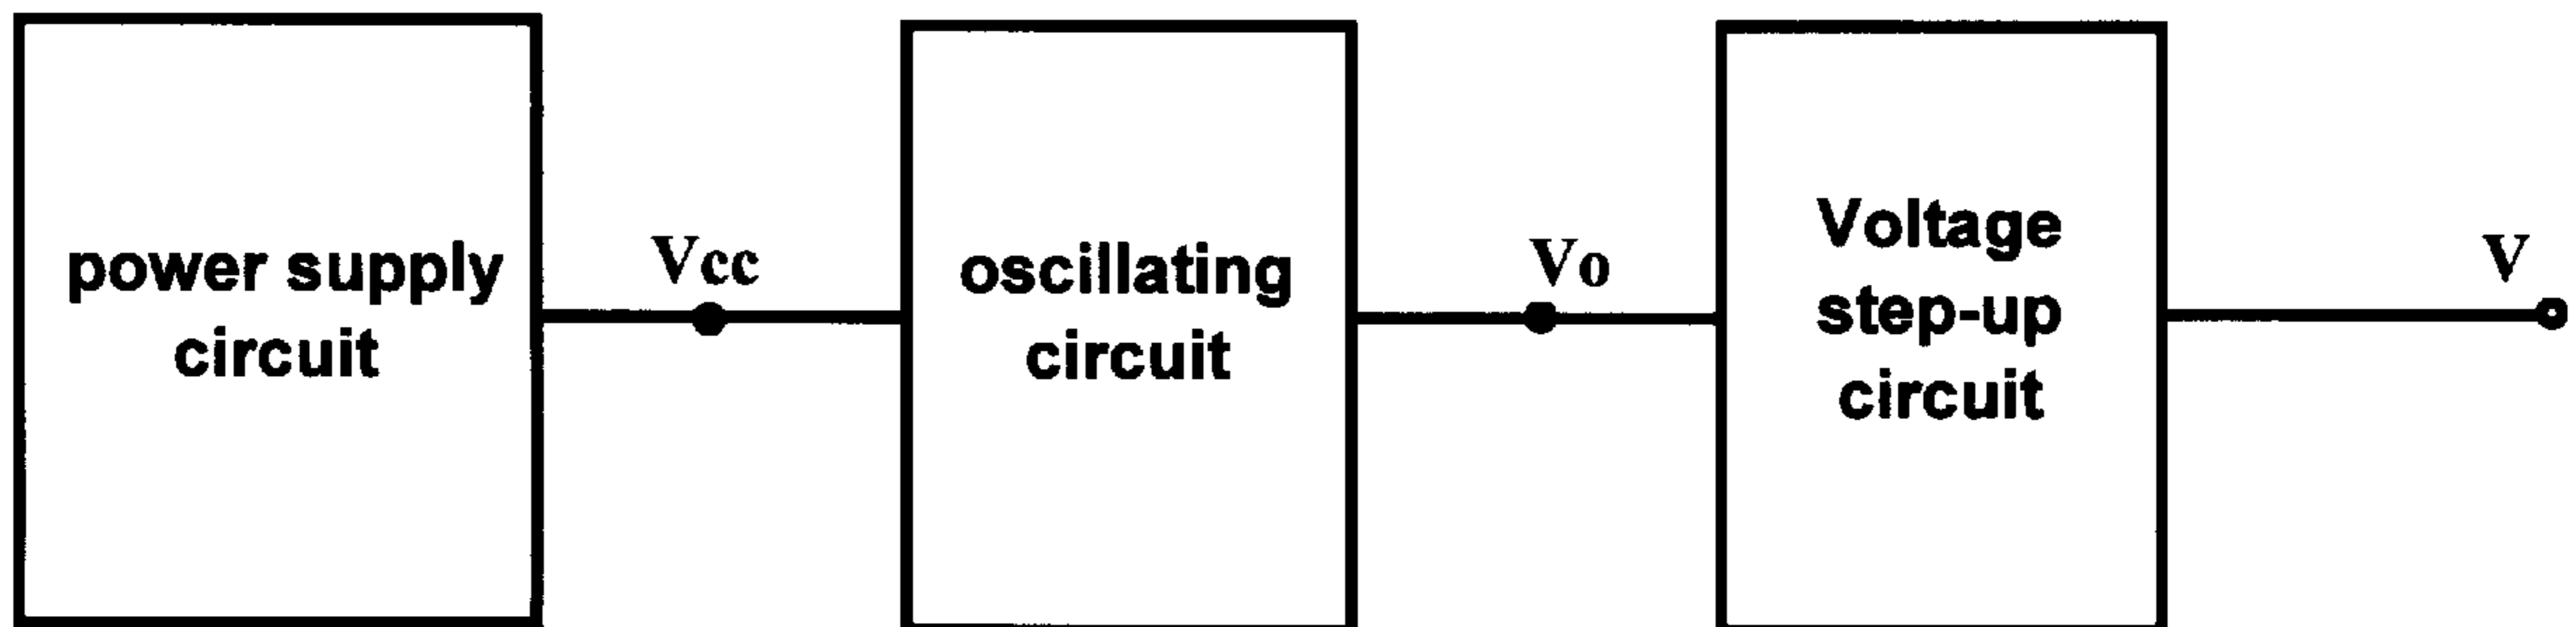 power supply
circuit
Vcc
oscillating
circuit
Vo
Voltage
step-up
circuit
V